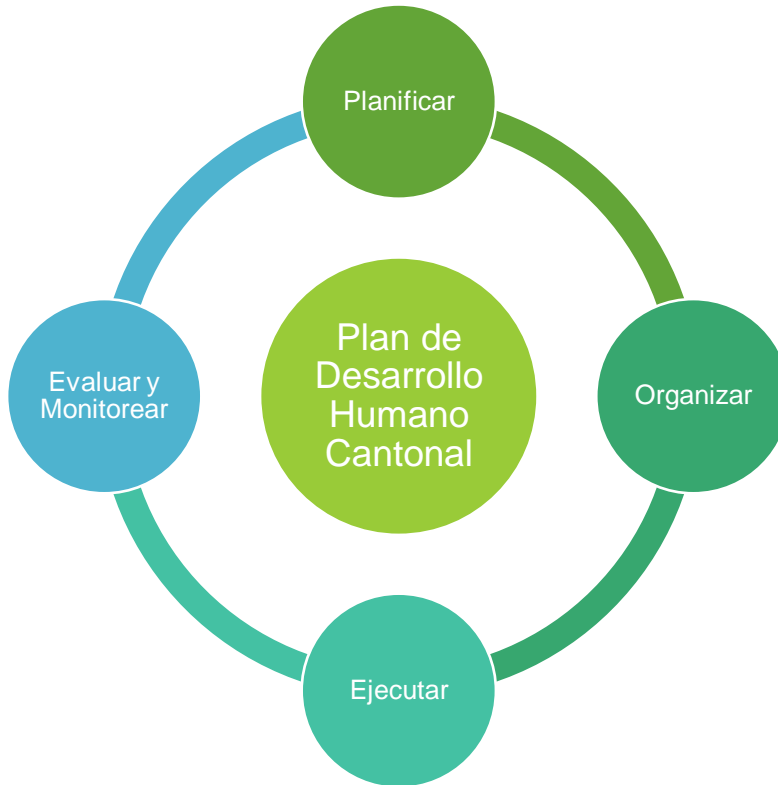 Planificar
Plan de
Desarrollo
Humano
Cantonal
Evaluar y
Monitorear
Organizar
Ejecutar